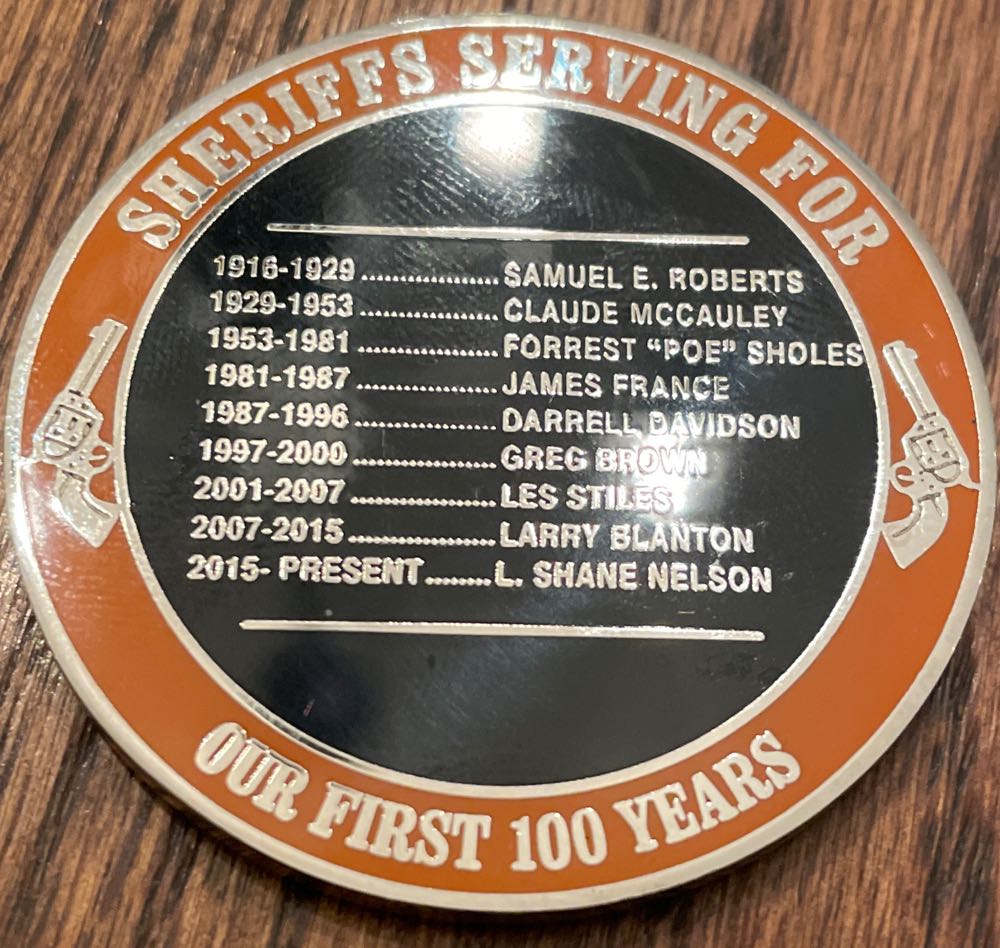 SHERIFFS SERVING FOR
1916-1929 .................. SAMUEL E. ROBERTS
1929-1953 .................. CLAUDE MCCAULEY
1953-1981 .................. FORREST "POE" SHOLES
1981-1987 .................. JAMES FRANCE
1987-1996 .................. DARRELL DAVIDSON
1997-2000 .................. GREG BROWN
2001-2007 .................. LES STILES
2007-2015 .................. LARRY BLANTON
2015- PRESENT ........ L. SHANE NELSON
OUR FIRST 100 YEARS